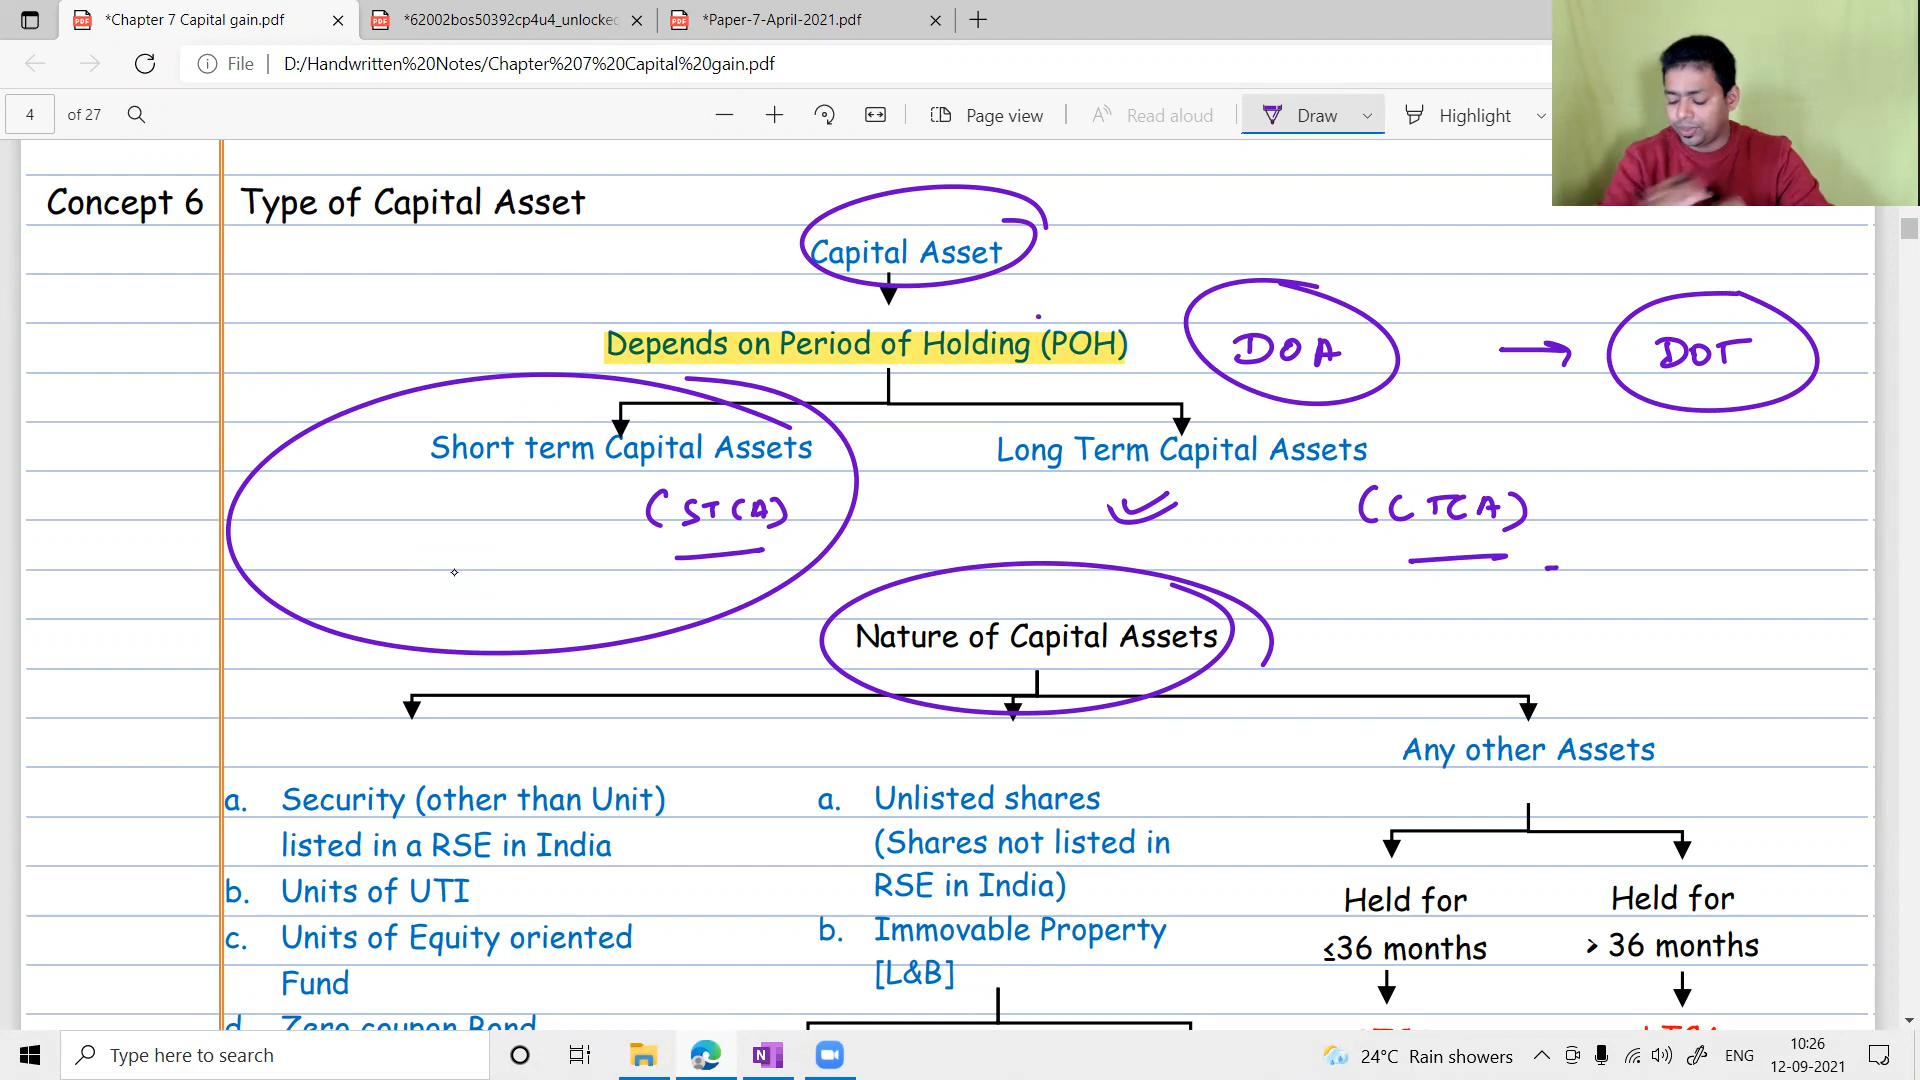 *Chapter 7 Capital gain.pdf
*62002bos50392cp4u4_unlocked
*Paper-7-April-2021.pdf
File
D:/Handwritten%20Notes/Chapter%207%20Capital%20gain.pdf
4 of 27
Page view
Read aloud
Draw
Highlight
Concept 6 Type of Capital Asset
Capital Asset
Depends on Period of Holding (POH)
DOA → DOT
Short term Capital Assets
Long Term Capital Assets
(STCA)
(LTCA)
Nature of Capital Assets
Any other Assets
a. Security (other than Unit)
listed in a RSE in India
b. Units of UTI
c. Units of Equity oriented
Fund
d. Zero coupon Bond
a. Unlisted shares
(Shares not listed in
RSE in India)
b. Immovable Property
[L&B]
Held for
≤36 months
Held for
> 36 months
Type here to search
24°C Rain showers
ENG
10:26
12-09-2021